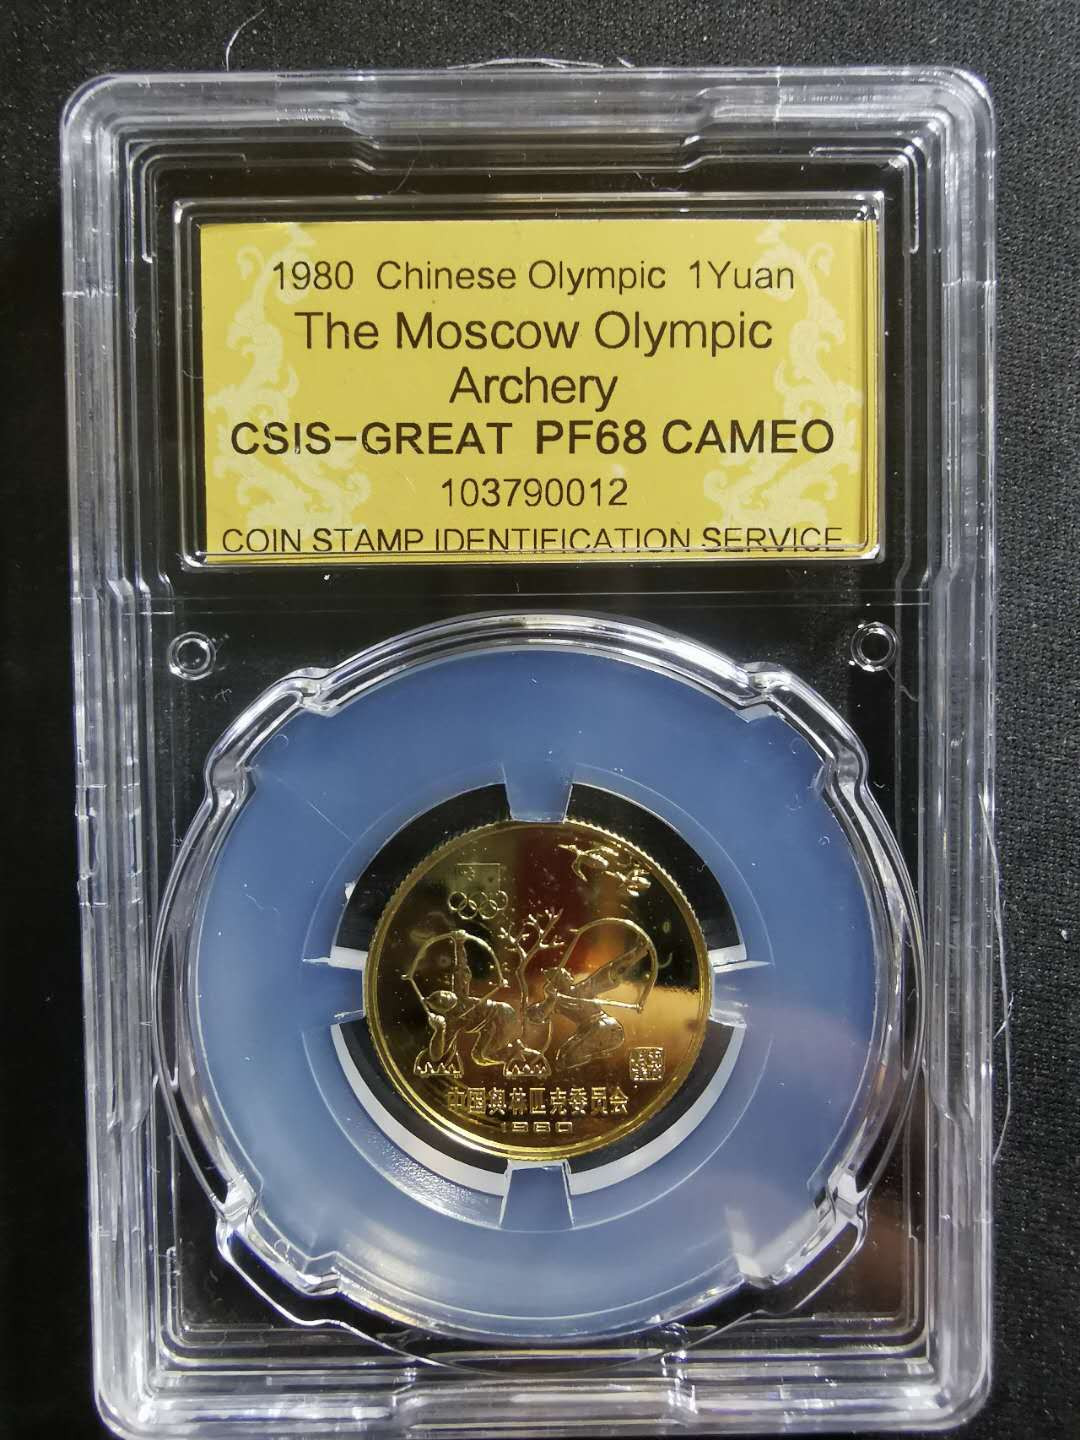 1980 Chinese Olympic 1Yuan
The Moscow Olympic
Archery
CSIS-GREAT PF68 CAMEO
103790012
COIN STAMP IDENTIFICATION SERVICE
中国奥林匹克委员会
1980